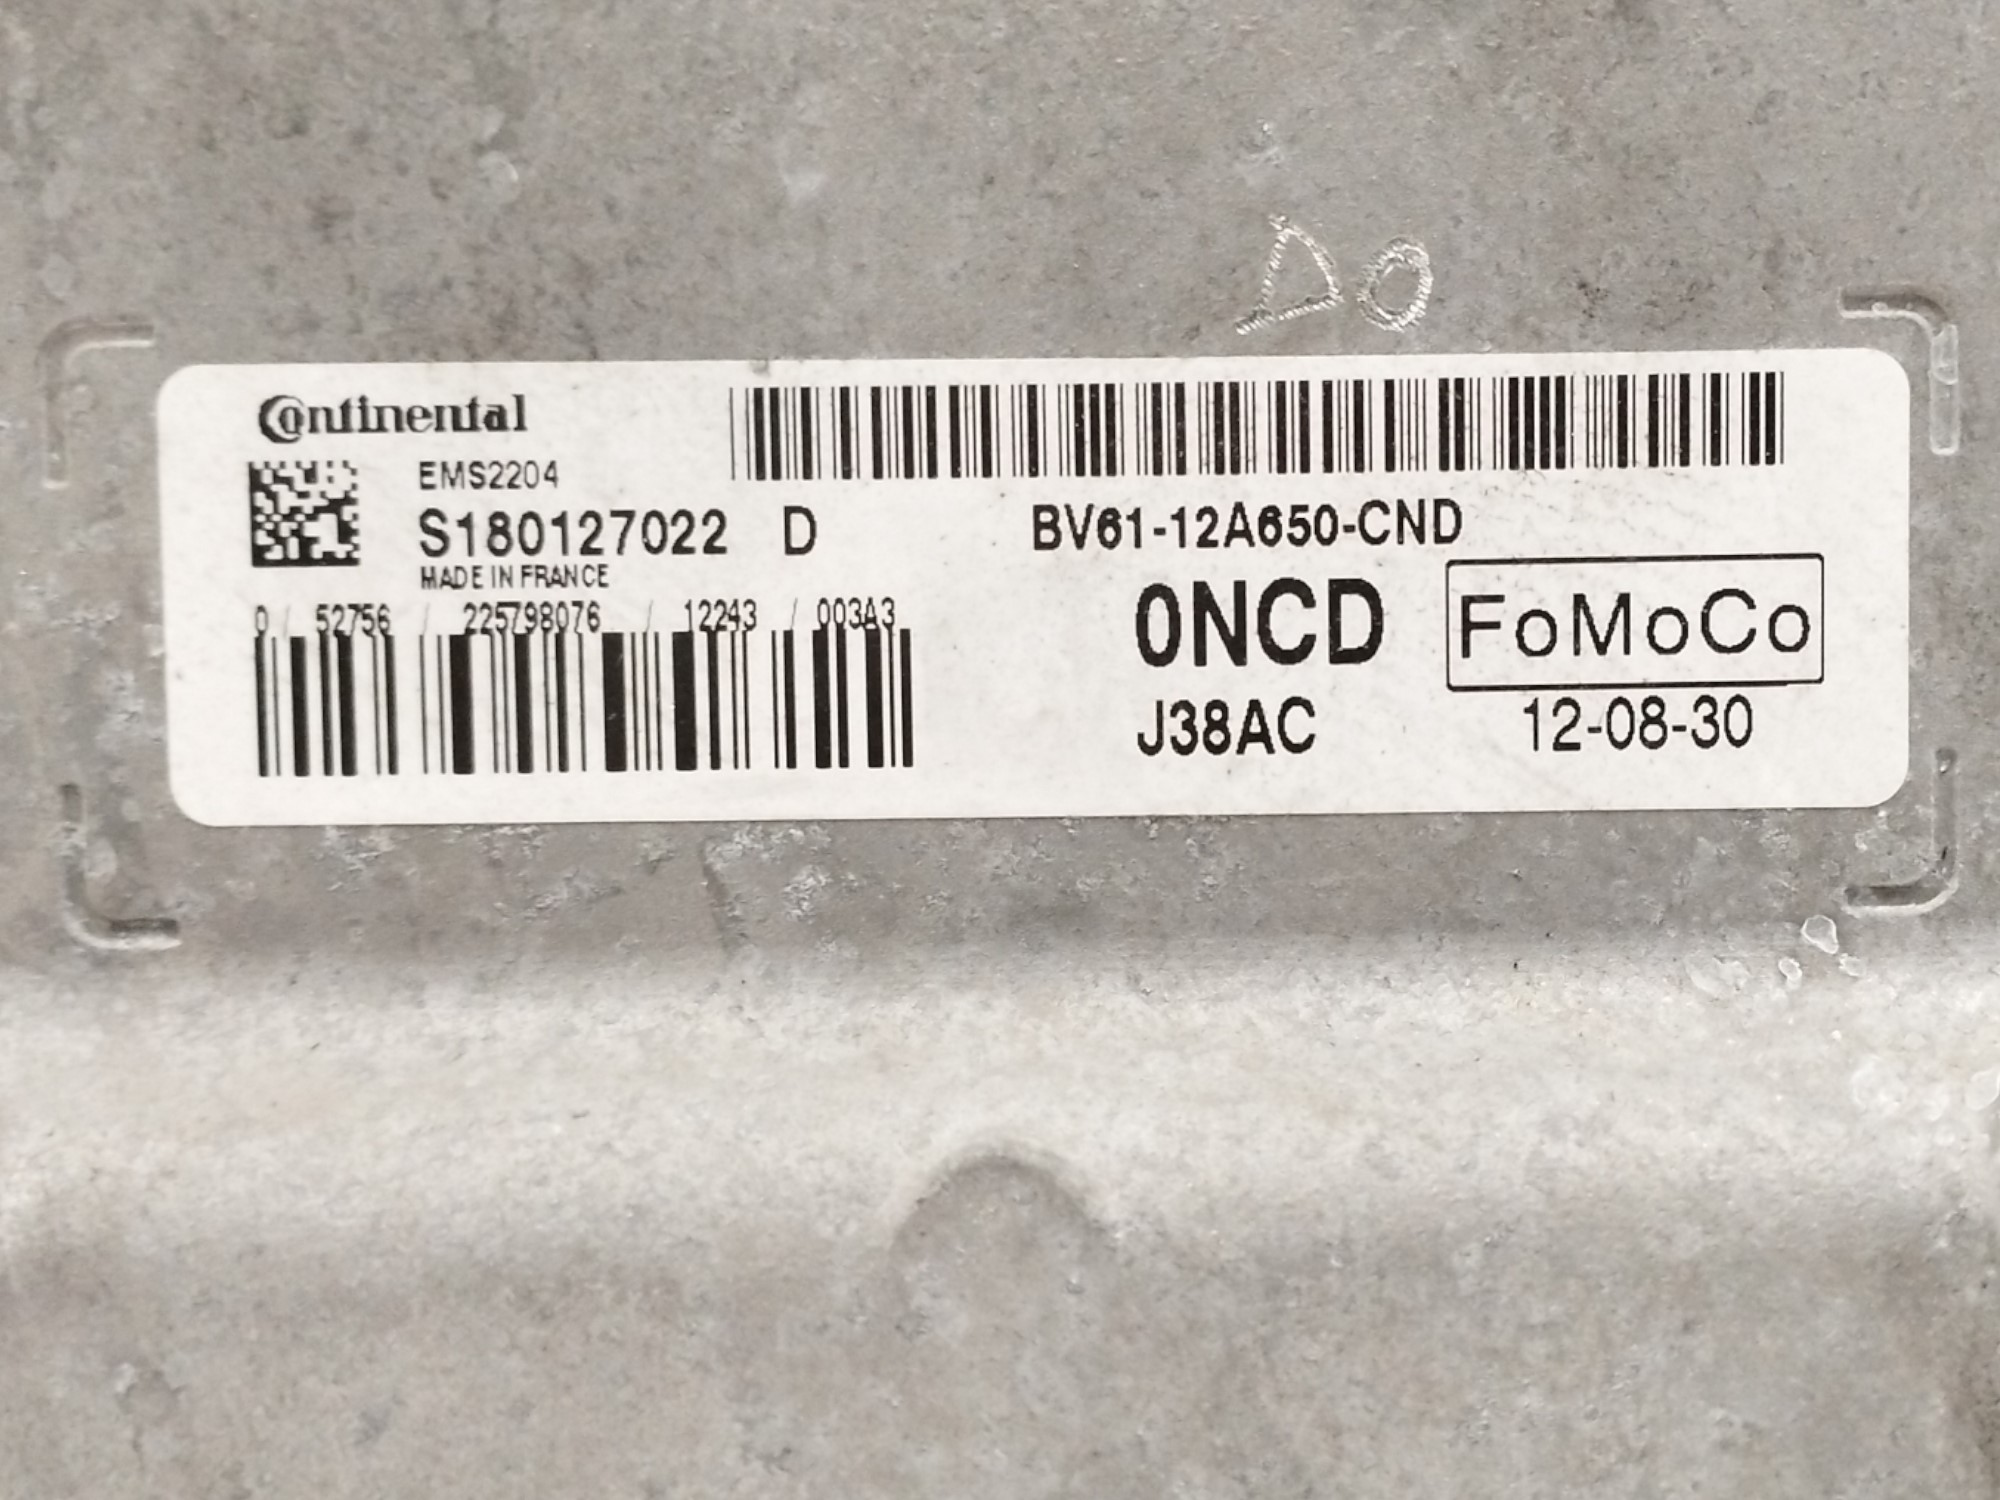 DO
Continental
EMS2204
S180127022 D
MADE IN FRANCE
0 / 52756 / 225798076 / 12243 / 003A3
BV61-12A650-CND
0NCD
FoMoCo
J38AC
12-08-30